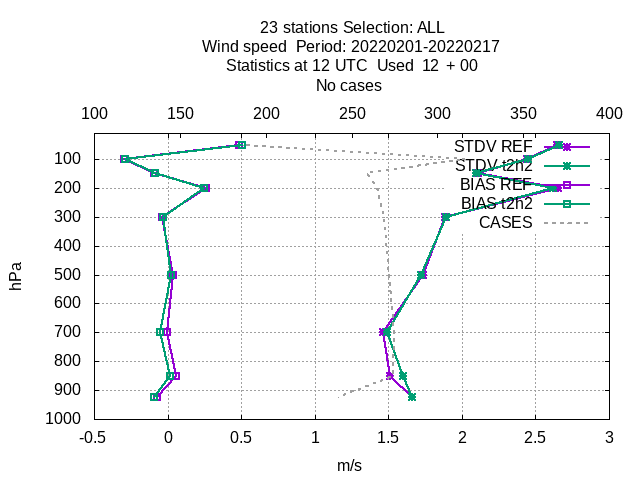 23 stations Selection: ALL
Wind speed  Period: 20220201-20220217
Statistics at 12 UTC  Used  12 + 00
No cases
100 150 200 250 300 350 400
STDV REF
STDV t2h2
BIAS REF
BIAS t2h2
CASES
hPa
100
200
300
400
500
600
700
800
900
1000
-0.5 0 0.5 1 1.5 2 2.5 3
m/s